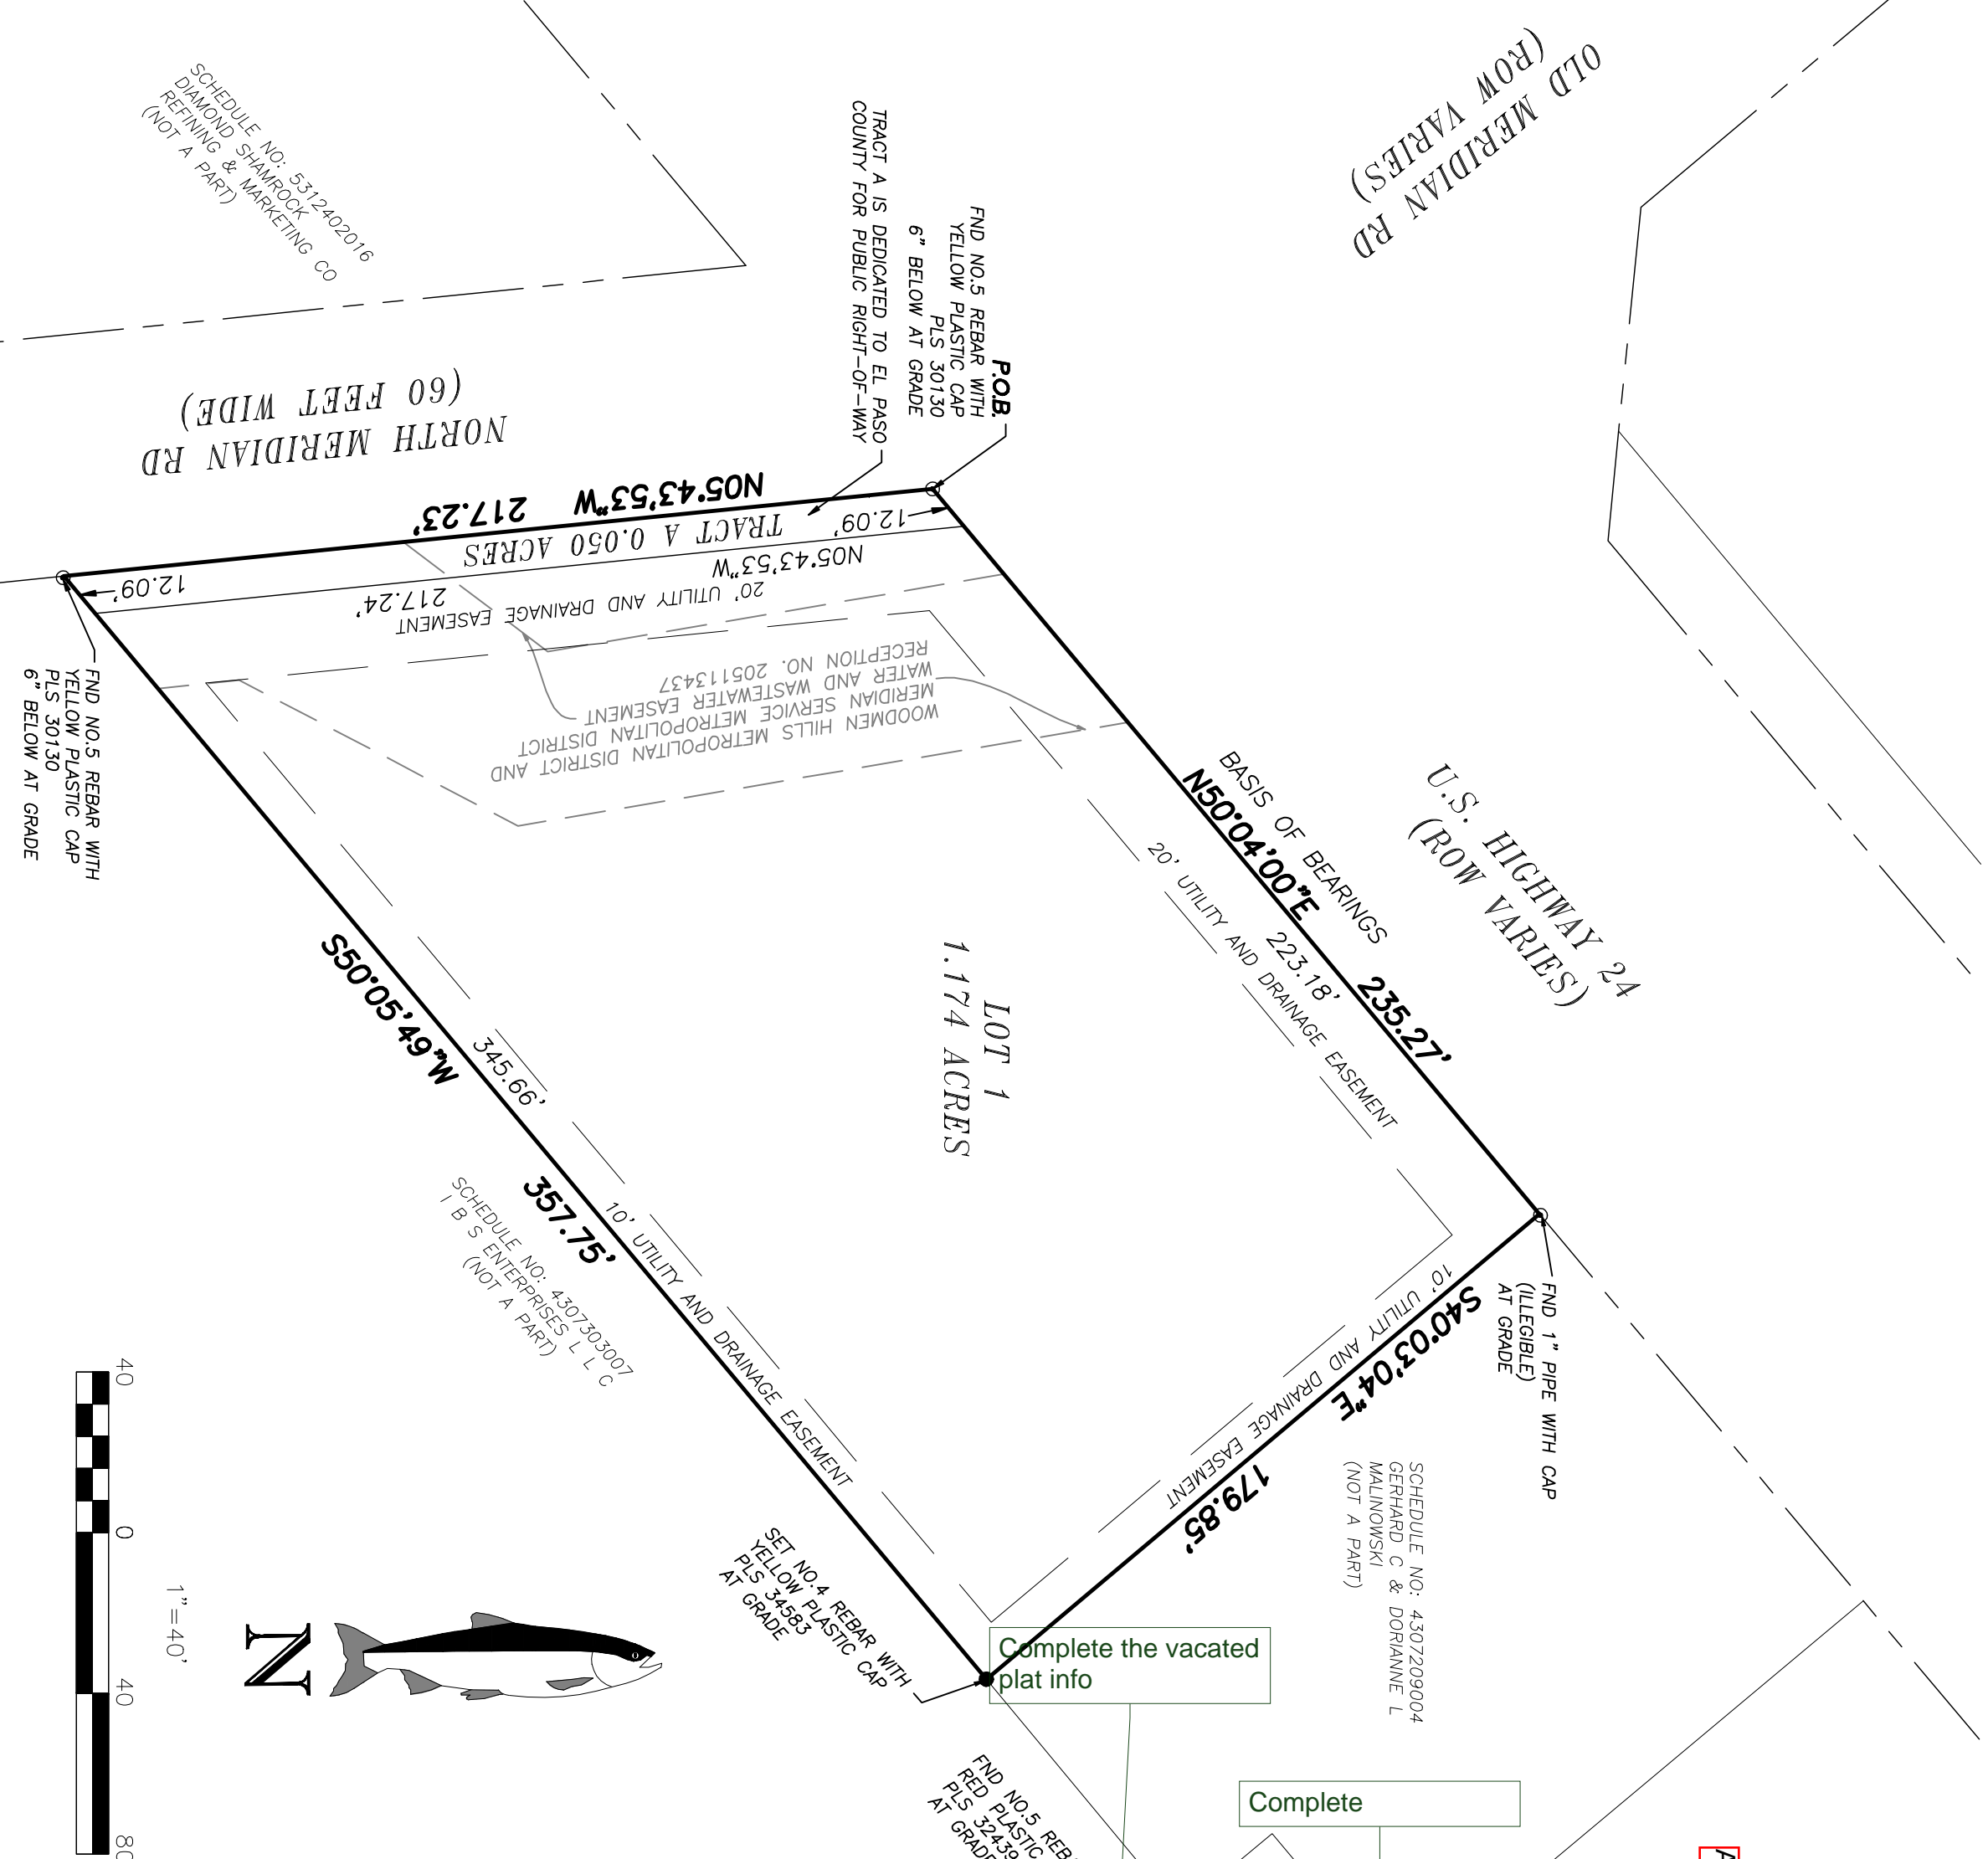 OLD MERIDIAN RD
(ROW VARIES)
SCHEDULE NO: 5312402016
DIAMOND SHAMROCK
REFINING & MARKETING CO
(NOT A PART)
TRACT A IS DEDICATED TO EL PASO
COUNTY FOR PUBLIC RIGHT-OF-WAY
P.O.B.
FND NO.5 REBAR WITH
YELLOW PLASTIC CAP
PLS 30130
6" BELOW AT GRADE
NORTH MERIDIAN RD
(60 FEET WIDE)
N05°43'53"W 217.23'
TRACT A 0.050 ACRES
12.09'
12.09'
N05°43'53"W
217.24'
20' UTILITY AND DRAINAGE EASEMENT
WOODMEN HILLS METROPOLITAN DISTRICT AND
MERIDIAN SERVICE METROPOLITAN DISTRICT
WATER AND WASTEWATER EASEMENT
RECEPTION NO. 205113437
FND NO.5 REBAR WITH
YELLOW PLASTIC CAP
PLS 30130
6" BELOW AT GRADE
U.S. HIGHWAY 24
(ROW VARIES)
BASIS OF BEARINGS
N50°04'00"E 235.27'
223.18'
20' UTILITY AND DRAINAGE EASEMENT
LOT 1
1.174 ACRES
S50°05'49"W 357.75'
345.66'
10' UTILITY AND DRAINAGE EASEMENT
SCHEDULE NO: 4307303007
I B S ENTERPRISES L L C
(NOT A PART)
FND 1" PIPE WITH CAP
(ILLEGIBLE)
AT GRADE
S40°03'04"E 179.85'
10' UTILITY AND DRAINAGE EASEMENT
SCHEDULE NO: 4307209004
GERHARD C & DORIANNE L
MALINOWSKI
(NOT A PART)
SET NO.4 REBAR WITH
YELLOW PLASTIC CAP
PLS 34583
AT GRADE
Complete the vacated
plat info
FND NO.5 REB
RED PLASTIC
PLS 32439
AT GRADE
Complete
N
40 0 40 80
1"=40'
A